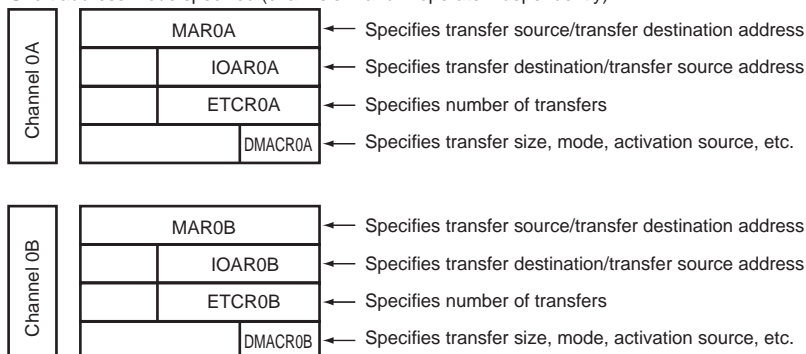 Channel 0A
MAR0A
Specifies transfer source/transfer destination address
IOAR0A
Specifies transfer destination/transfer source address
ETCR0A
Specifies number of transfers
DMACR0A
Specifies transfer size, mode, activation source, etc.
Channel 0B
MAR0B
Specifies transfer source/transfer destination address
IOAR0B
Specifies transfer destination/transfer source address
ETCR0B
Specifies number of transfers
DMACR0B
Specifies transfer size, mode, activation source, etc.